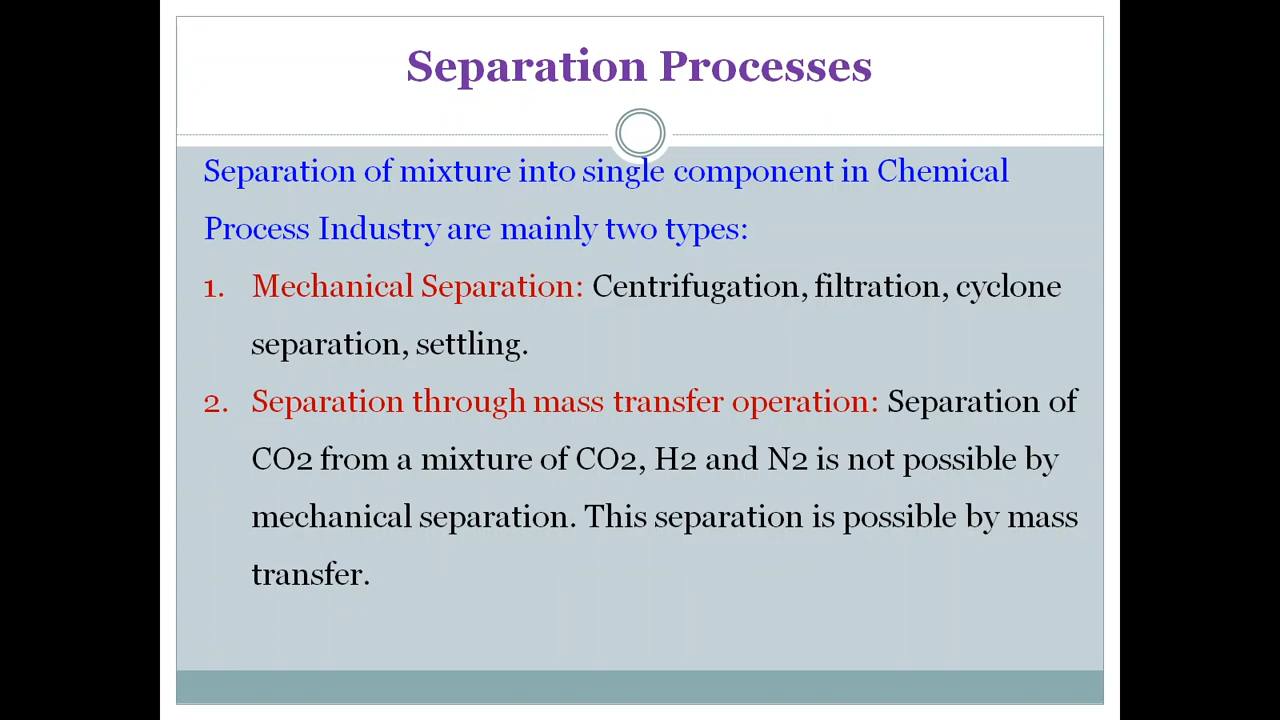 Separation Processes
Separation of mixture into single component in Chemical
Process Industry are mainly two types:
1. Mechanical Separation: Centrifugation, filtration, cyclone
separation, settling.
2. Separation through mass transfer operation: Separation of
CO2 from a mixture of CO2, H2 and N2 is not possible by
mechanical separation. This separation is possible by mass
transfer.